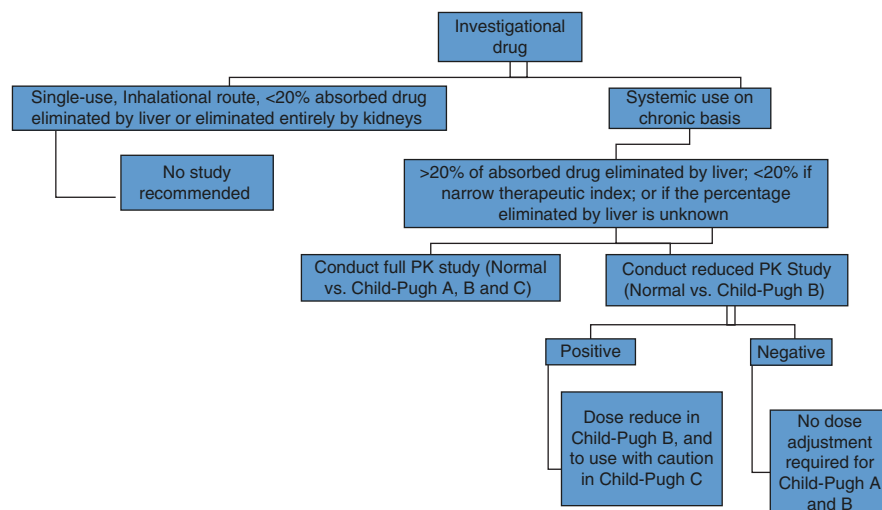 Investigational
drug
Single-use, Inhalational route, <20% absorbed drug
eliminated by liver or eliminated entirely by kidneys
Systemic use on
chronic basis
No study
recommended
>20% of absorbed drug eliminated by liver; <20% if
narrow therapeutic index; or if the percentage
eliminated by liver is unknown
Conduct full PK study (Normal
vs. Child-Pugh A, B and C)
Conduct reduced PK Study
(Normal vs. Child-Pugh B)
Positive
Negative
Dose reduce in
Child-Pugh B, and
to use with caution
in Child-Pugh C
No dose
adjustment
required for
Child-Pugh A
and B